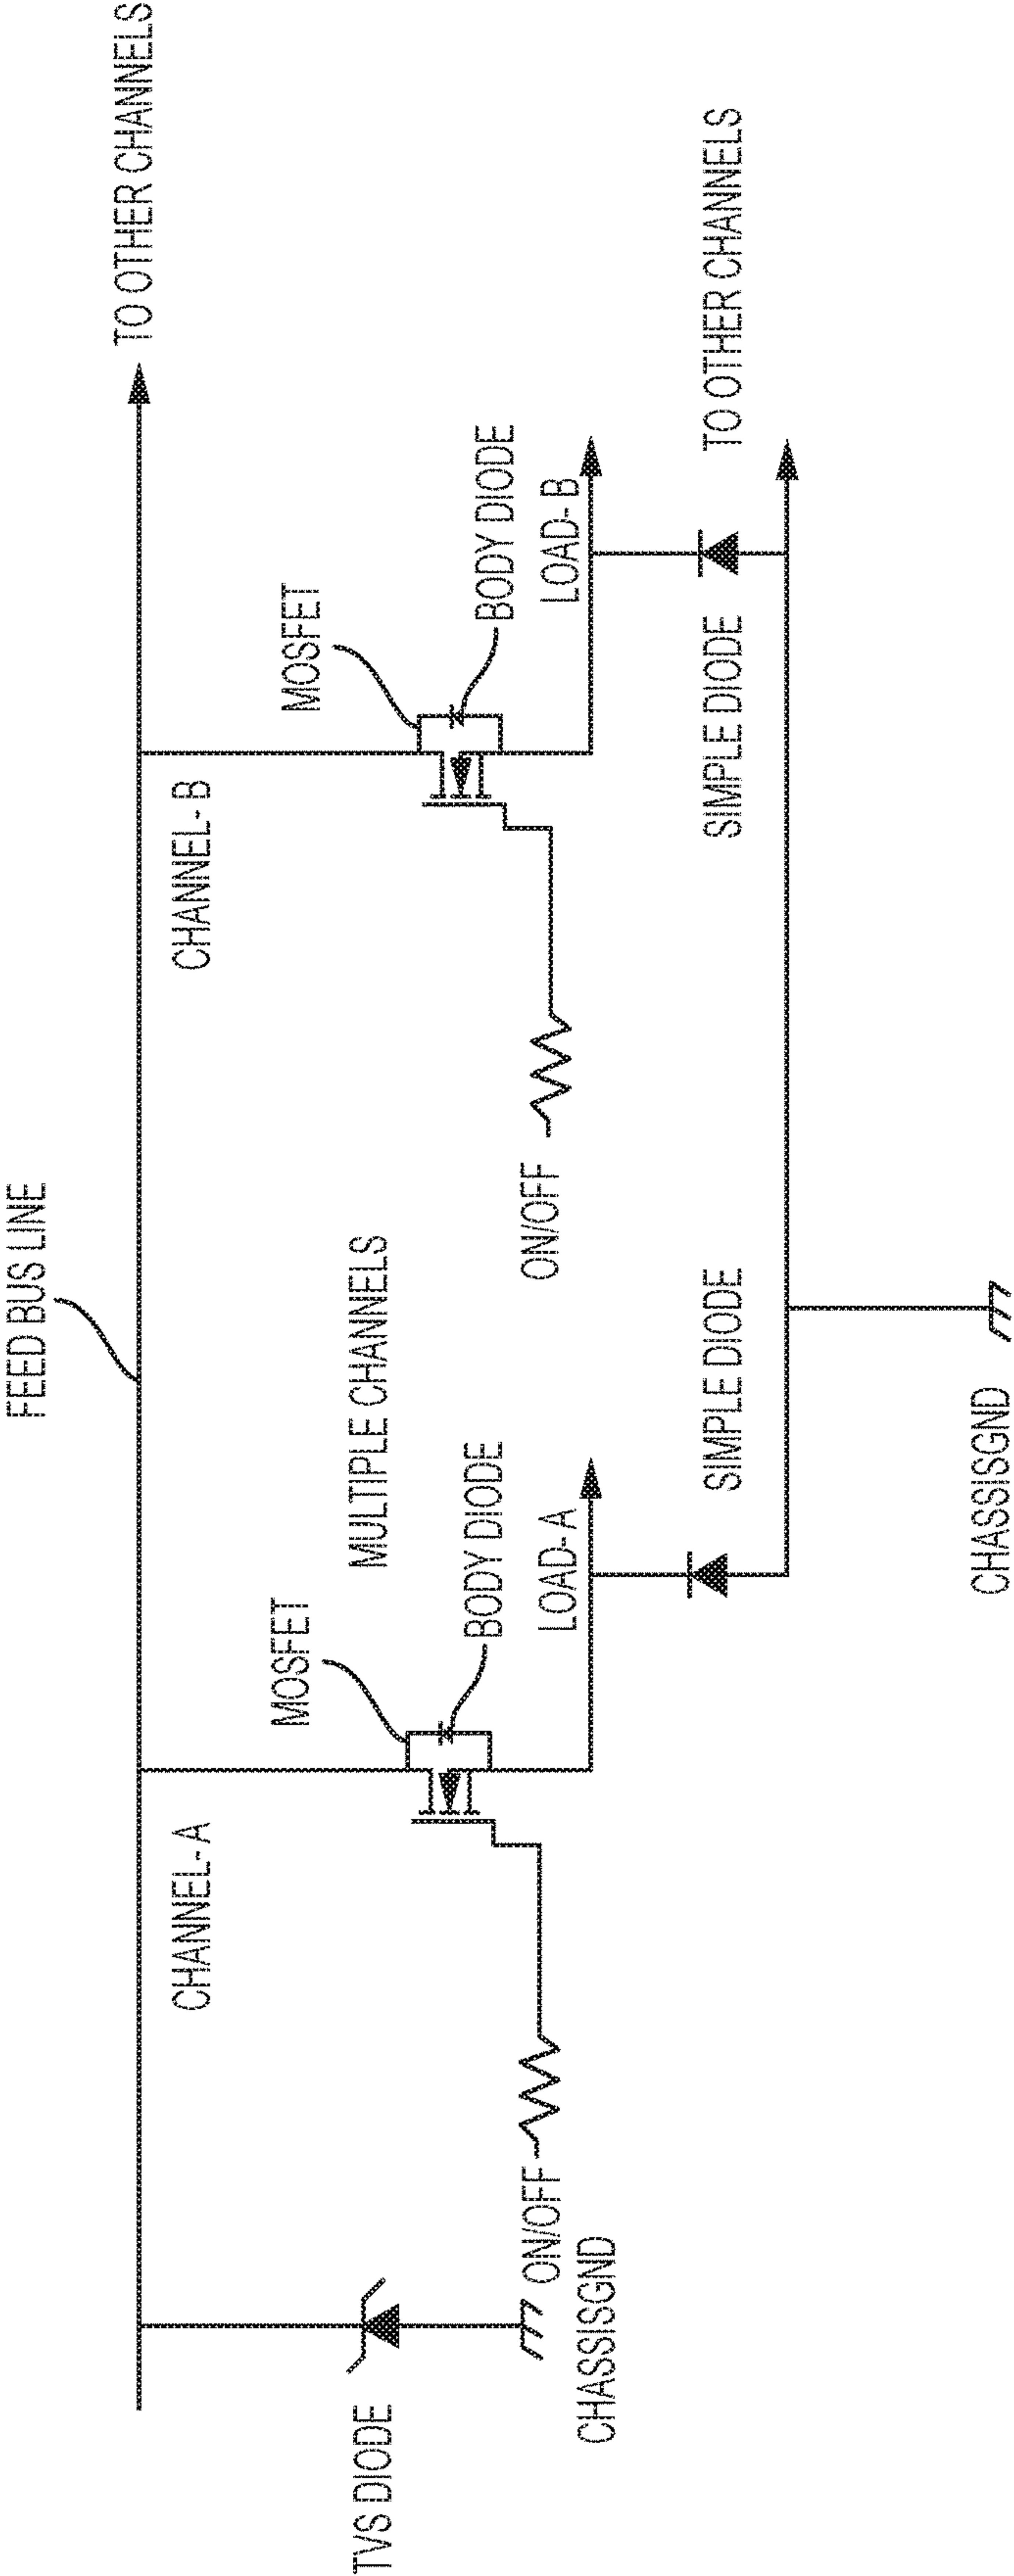 FEED BUS LINE
TO OTHER CHANNELS
CHANNEL-A
CHANNEL-B
MOSFET
MOSFET
MULTIPLE CHANNELS
TVS DIODE
BODY DIODE
BODY DIODE
ON/OFF
ON/OFF
LOAD-A
LOAD-B
CHASSISGND
SIMPLE DIODE
SIMPLE DIODE
TO OTHER CHANNELS
CHASSISGND